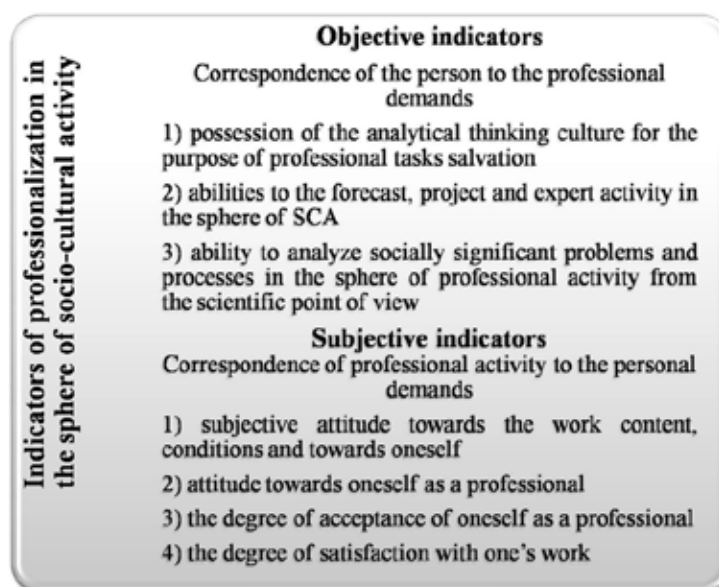 Indicators of professionalization in
the sphere of socio-cultural activity
Objective indicators
Correspondence of the person to the professional
demands
1) possession of the analytical thinking culture for the
purpose of professional tasks salvation
2) abilities to the forecast, project and expert activity in
the sphere of SCA
3) ability to analyze socially significant problems and
processes in the sphere of professional activity from
the scientific point of view
Subjective indicators
Correspondence of professional activity to the personal
demands
1) subjective attitude towards the work content,
conditions and towards oneself
2) attitude towards oneself as a professional
3) the degree of acceptance of oneself as a professional
4) the degree of satisfaction with one's work